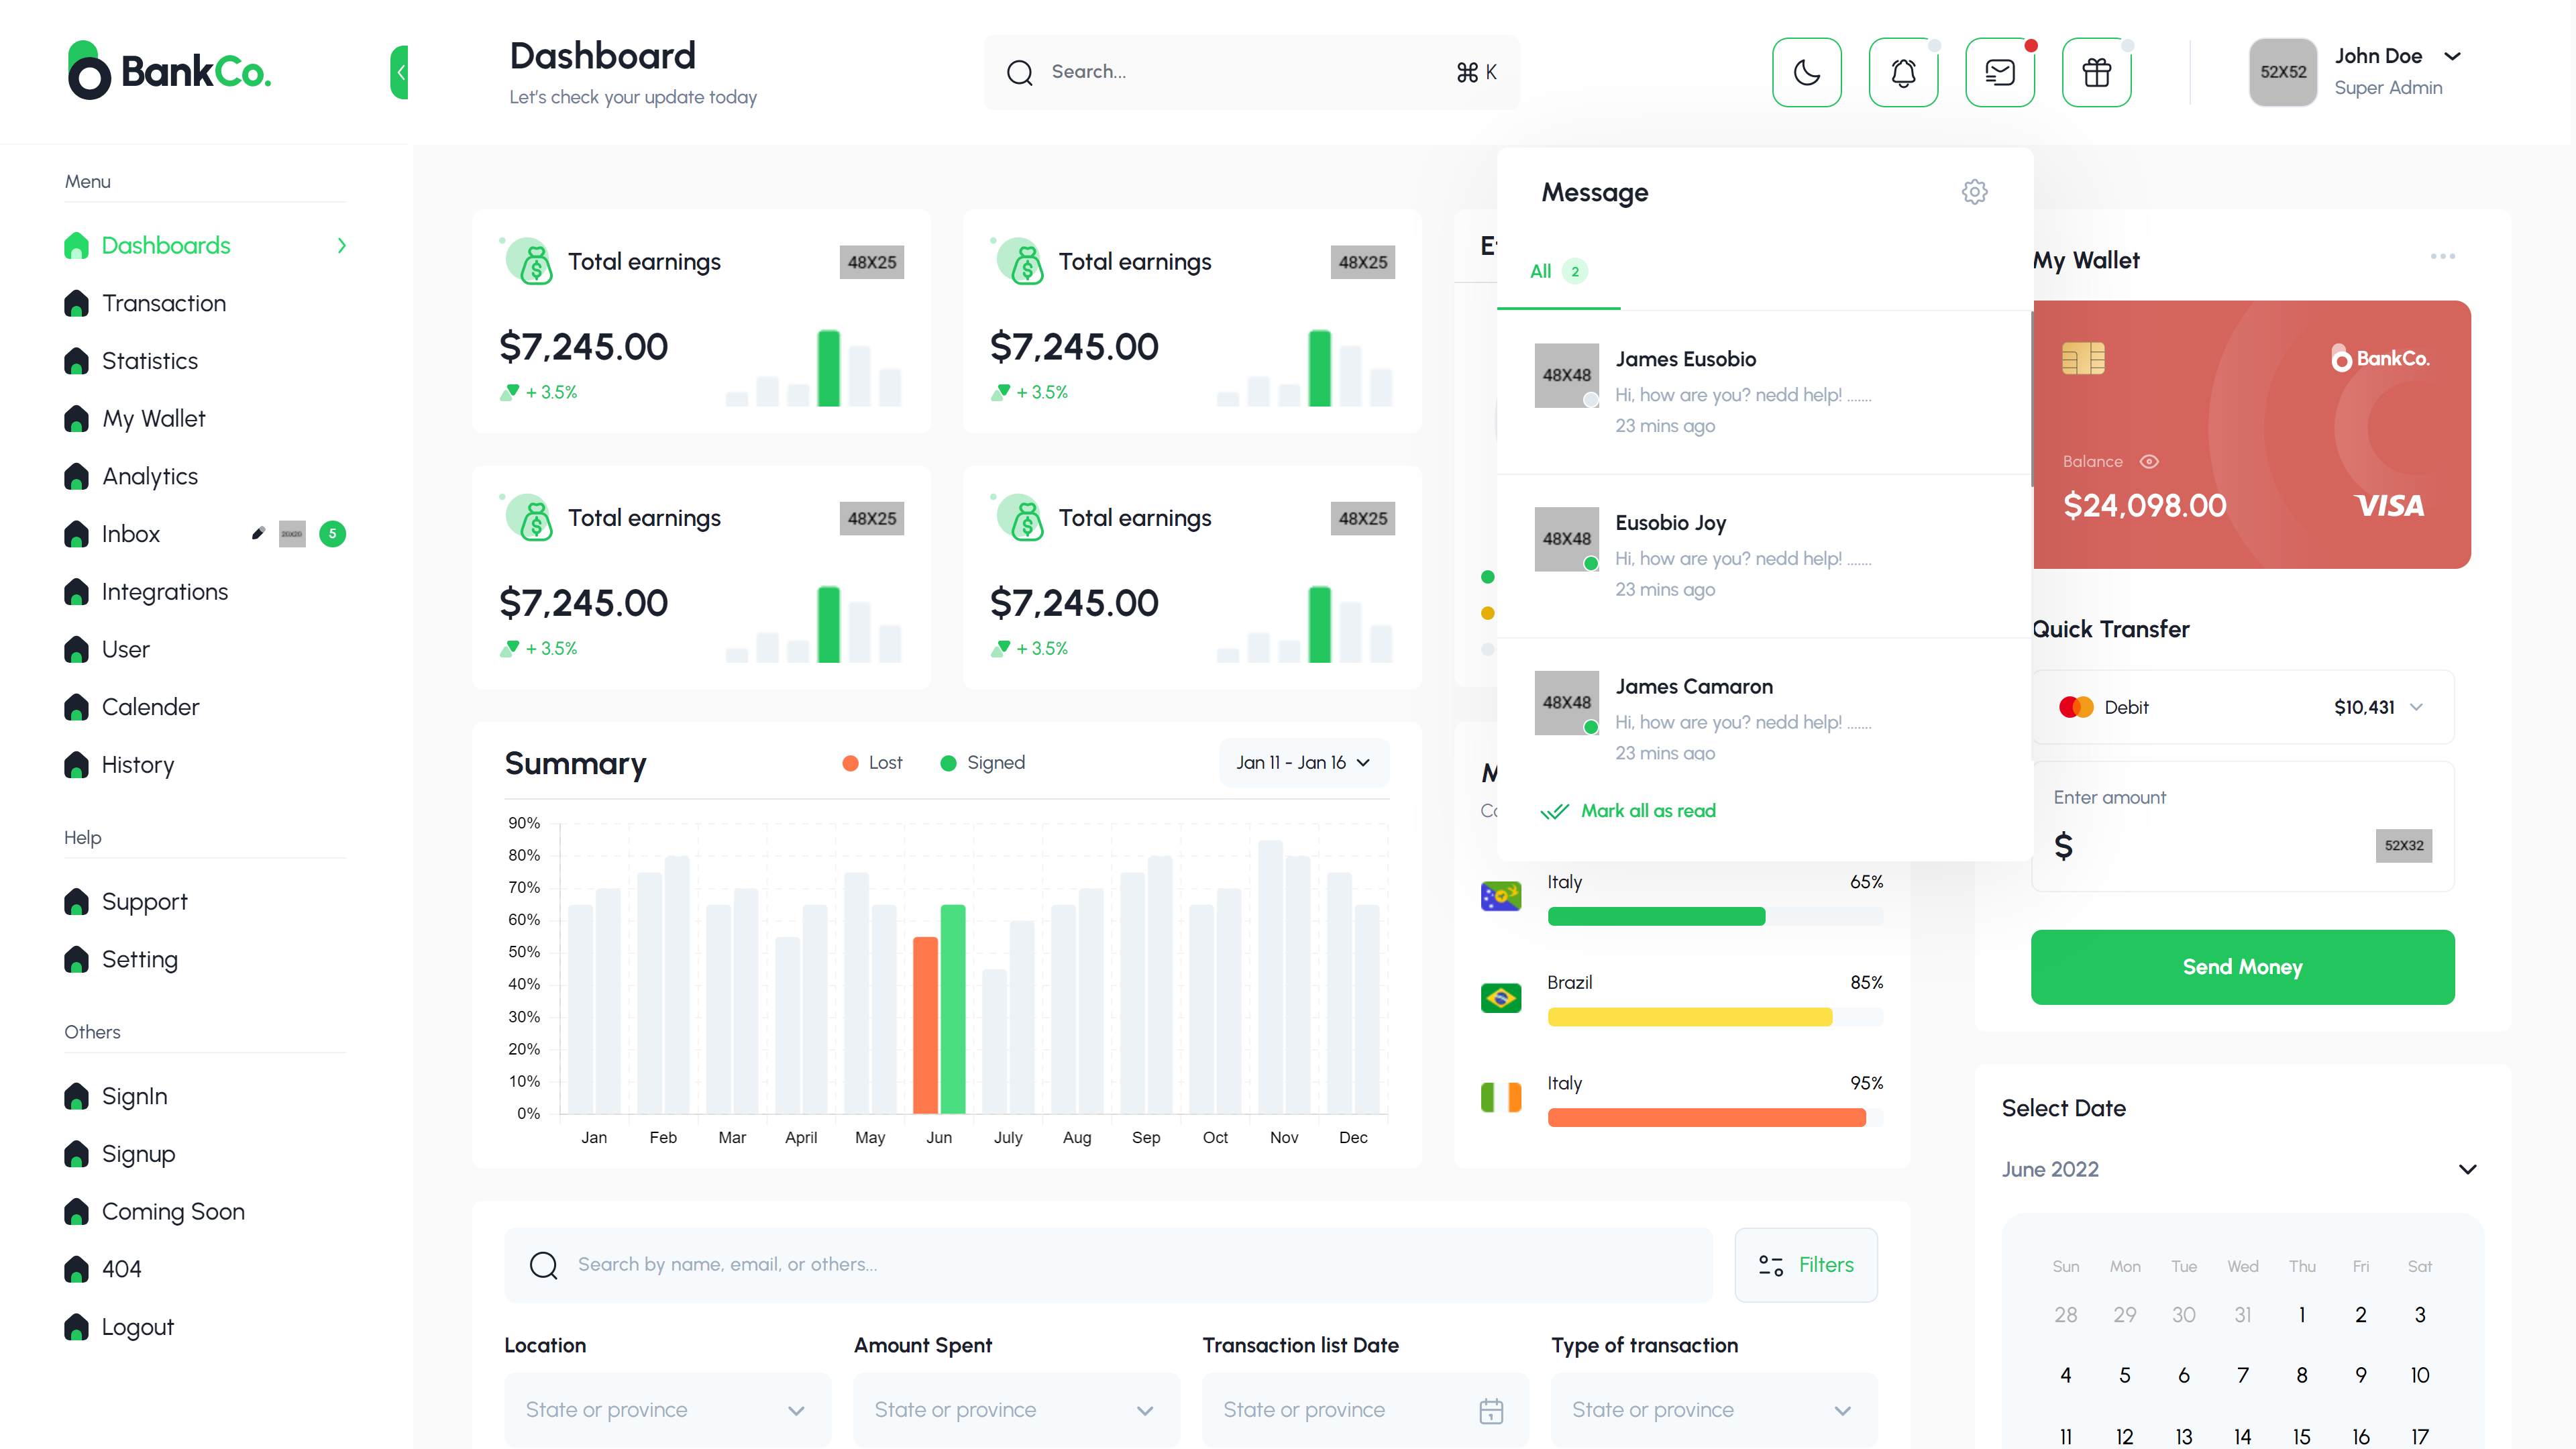 BankCo.
Dashboard
Let's check your update today
Search...
⌘ K
52X52
John Doe
Super Admin
Menu
Dashboards
Transaction
Statistics
My Wallet
Analytics
Inbox
20X20
5
Integrations
User
Calender
History
Help
Support
Setting
Others
SignIn
Signup
Coming Soon
404
Logout
Total earnings
48X25
$7,245.00
+ 3.5%
Total earnings
48X25
$7,245.00
+ 3.5%
Total earnings
48X25
$7,245.00
+ 3.5%
Total earnings
48X25
$7,245.00
+ 3.5%
Summary
Lost
Signed
Jan 11 - Jan 16
90%
80%
70%
60%
50%
40%
30%
20%
10%
0%
Jan Feb Mar April May Jun July Aug Sep Oct Nov Dec
Message
All 2
48X48
James Eusobio
Hi, how are you? nedd help! .......
23 mins ago
48X48
Eusobio Joy
Hi, how are you? nedd help! .......
23 mins ago
48X48
James Camaron
Hi, how are you? nedd help! .......
23 mins ago
Mark all as read
Italy 65%
Brazil 85%
Italy 95%
My Wallet
BankCo.
Balance
$24,098.00
VISA
Quick Transfer
Debit $10,431
Enter amount
$
52X32
Send Money
Select Date
June 2022
Sun Mon Tue Wed Thu Fri Sat
28 29 30 31 1 2 3
4 5 6 7 8 9 10
11 12 13 14 15 16 17
Search by name, email, or others...
Filters
Location
State or province
Amount Spent
State or province
Transaction list Date
State or province
Type of transaction
State or province